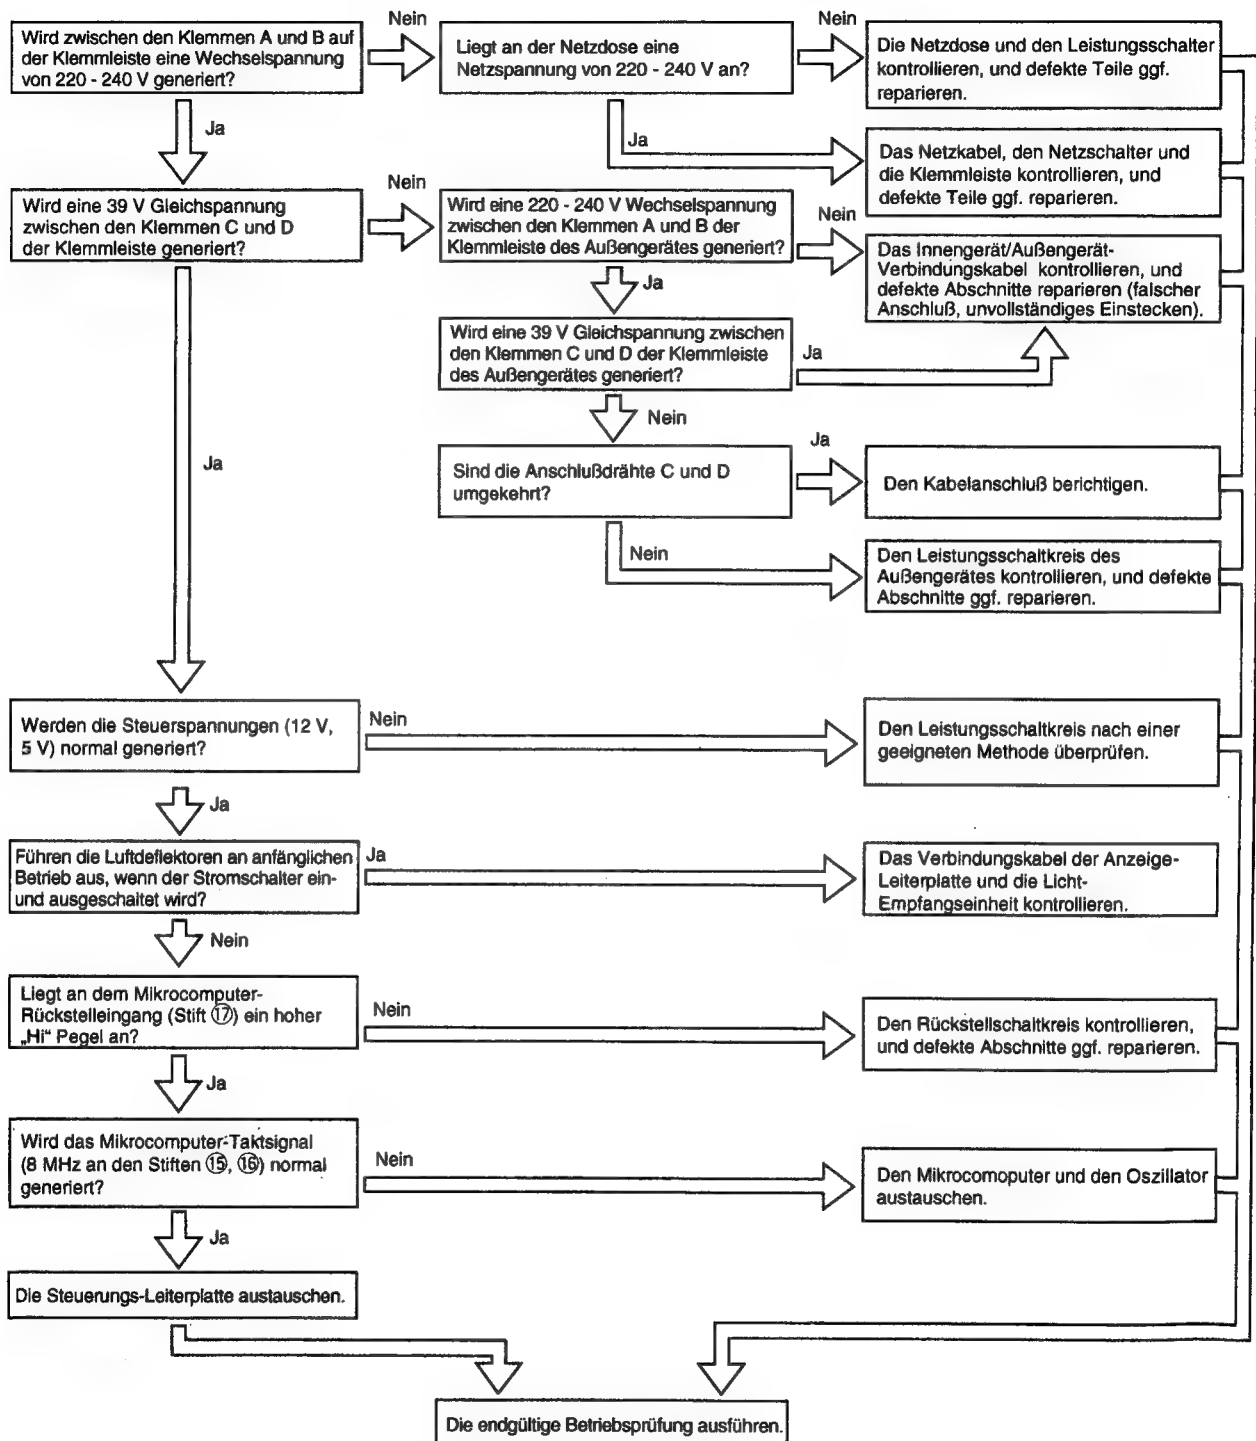 Wird zwischen den Klemmen A und B auf
der Klemmleiste eine Wechselspannung
von 220 - 240 V generiert?
Nein
Liegt an der Netzdose eine
Netzspannung von 220 - 240 V an?
Nein
Die Netzdose und den Leistungsschalter
kontrollieren, und defekte Teile ggf.
reparieren.
Ja
Ja
Das Netzkabel, den Netzschalter und
die Klemmleiste kontrollieren, und
defekte Teile ggf. reparieren.
Wird eine 39 V Gleichspannung
zwischen den Klemmen C und D
der Klemmleiste generiert?
Nein
Wird eine 220 - 240 V Wechselspannung
zwischen den Klemmen A und B der
Klemmleiste des Außengerätes generiert?
Nein
Das Innengerät/Außengerät-
Verbindungskabel kontrollieren, und
defekte Abschnitte reparieren (falscher
Anschluß, unvollständiges Einstecken).
Ja
Wird eine 39 V Gleichspannung zwischen
den Klemmen C und D der Klemmleiste
des Außengerätes generiert?
Ja
Nein
Ja
Sind die Anschlußdrähte C und D
umgekehrt?
Ja
Den Kabelanschluß berichtigen.
Nein
Den Leistungsschaltkreis des
Außengerätes kontrollieren, und defekte
Abschnitte ggf. reparieren.
Werden die Steuerspannungen (12 V,
5 V) normal generiert?
Nein
Den Leistungsschaltkreis nach einer
geeigneten Methode überprüfen.
Ja
Führen die Luftdeflektoren an anfänglichen
Betrieb aus, wenn der Stromschalter ein-
und ausgeschaltet wird?
Ja
Das Verbindungskabel der Anzeige-
Leiterplatte und die Licht-
Empfangseinheit kontrollieren.
Nein
Liegt an dem Mikrocomputer-
Rückstelleingang (Stift ⑰) ein hoher
„Hi“ Pegel an?
Nein
Den Rückstellschaltkreis kontrollieren,
und defekte Abschnitte ggf. reparieren.
Ja
Wird das Mikrocomputer-Taktsignal
(8 MHz an den Stiften ⑮, ⑯) normal
generiert?
Nein
Den Mikrocomoputer und den Oszillator
austauschen.
Ja
Die Steuerungs-Leiterplatte austauschen.
Die endgültige Betriebsprüfung ausführen.